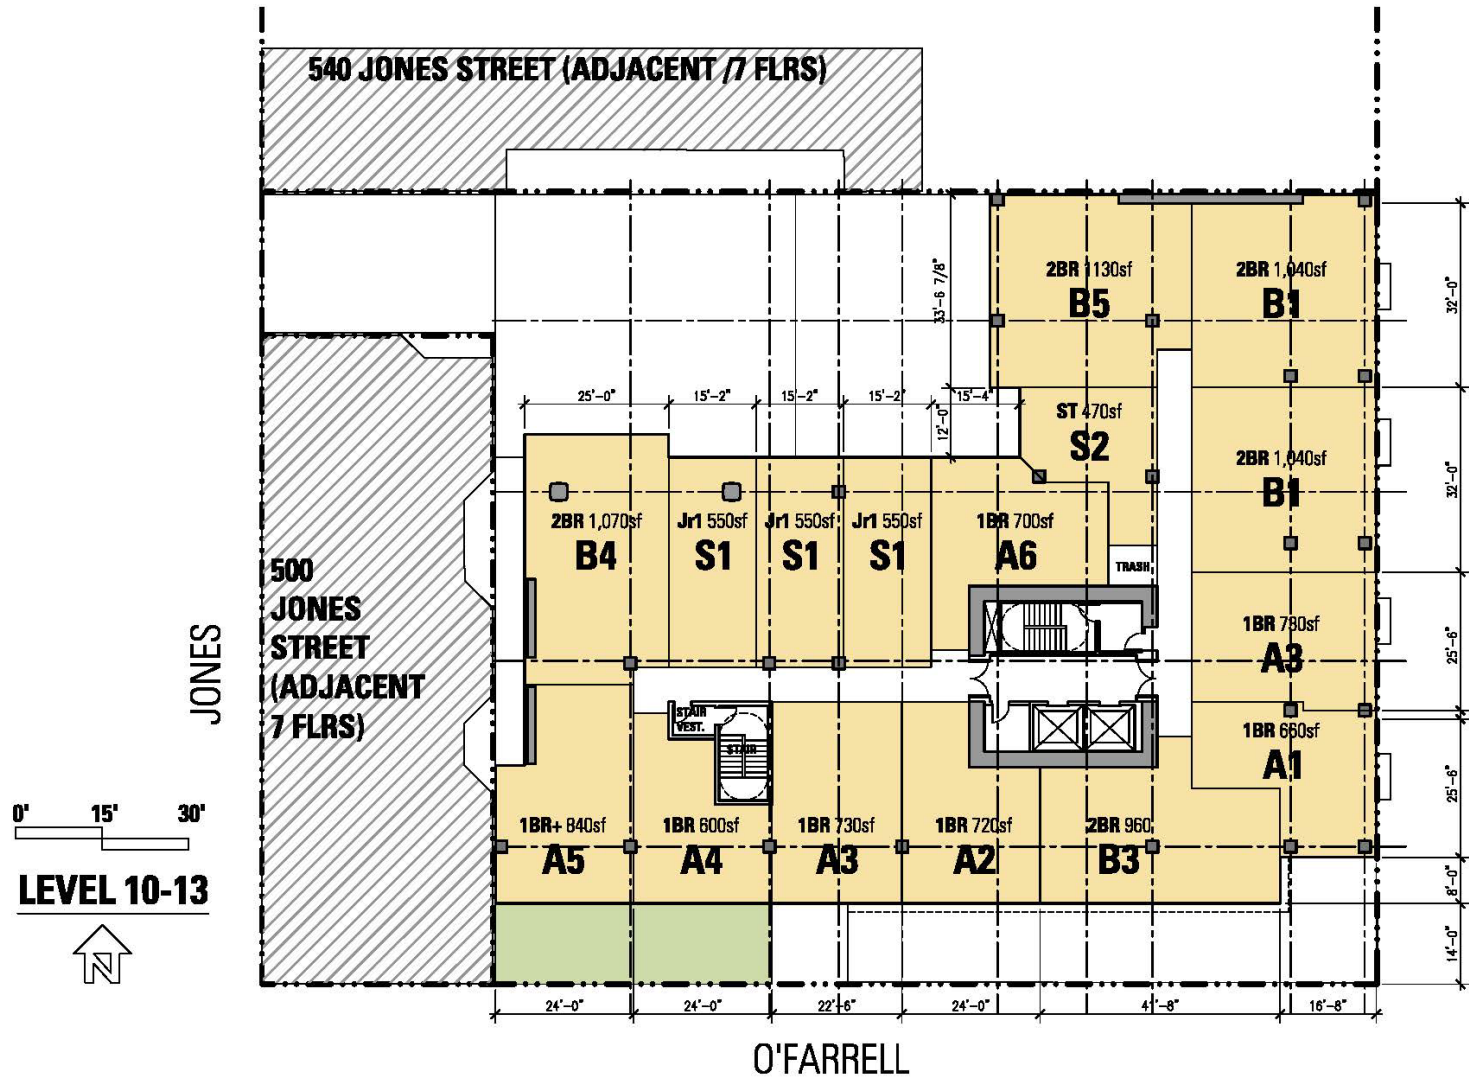 540 JONES STREET (ADJACENT /7 FLRS)
2BR 1130sf
B5
2BR 1,040sf
B1
33'-6 7/8"
32'-0"
25'-0"
15'-2"
15'-2"
15'-2"
15'-4"
12'-0"
ST 470sf
S2
2BR 1,040sf
B1
32'-0"
2BR 1,070sf
B4
Jr1 550sf
S1
Jr1 550sf
S1
Jr1 550sf
S1
1BR 700sf
A6
TRASH
500
JONES
STREET
(ADJACENT
7 FLRS)
JONES
1BR 780sf
A3
25'-6"
STAIR
VEST.
STAIR
1BR 660sf
A1
25'-6"
0' 15' 30'
LEVEL 10-13
N
1BR+ 840sf
A5
1BR 600sf
A4
1BR 730sf
A3
1BR 720sf
A2
2BR 960
B3
8'-0"
14'-0"
24'-0"
24'-0"
22'-6"
24'-0"
41'-8"
16'-8"
O'FARRELL